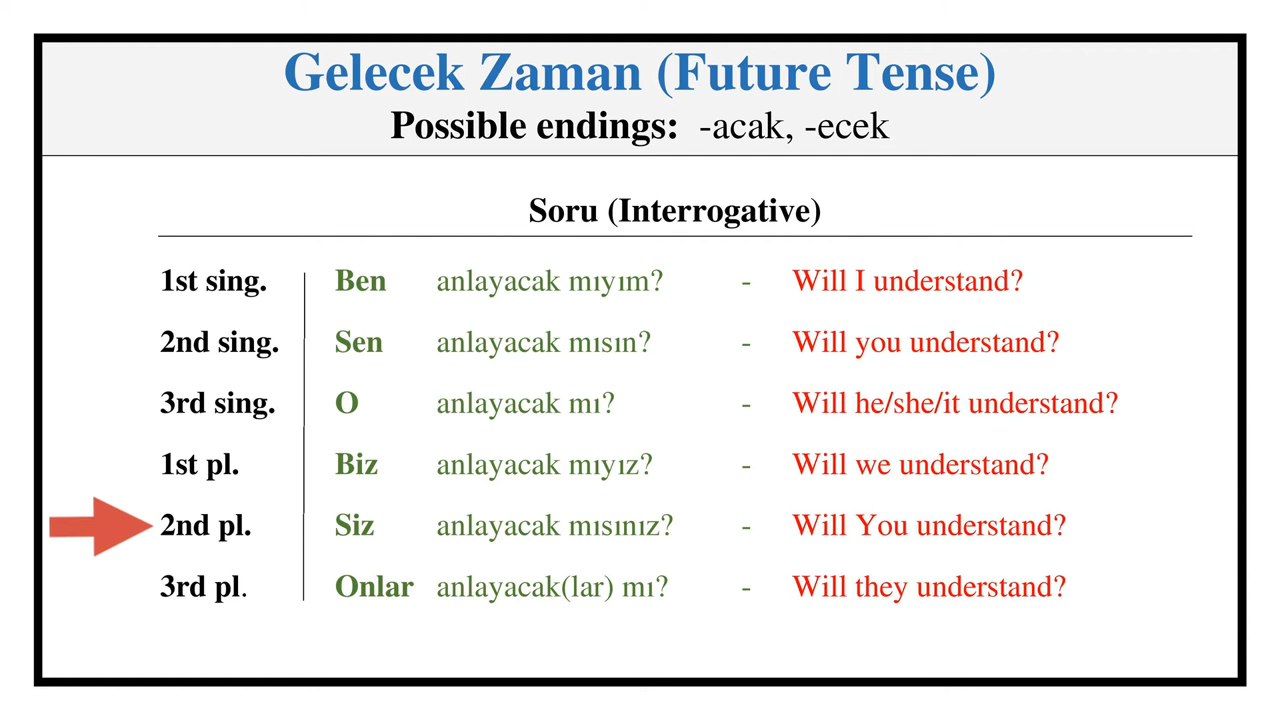 Gelecek Zaman (Future Tense)
Possible endings: -acak, -ecek
Soru (Interrogative)
1st sing. Ben anlayacak mıyım? - Will I understand?
2nd sing. Sen anlayacak mısın? - Will you understand?
3rd sing. O anlayacak mı? - Will he/she/it understand?
1st pl. Biz anlayacak mıyız? - Will we understand?
2nd pl. Siz anlayacak mısınız? - Will You understand?
3rd pl. Onlar anlayacak(lar) mı? - Will they understand?